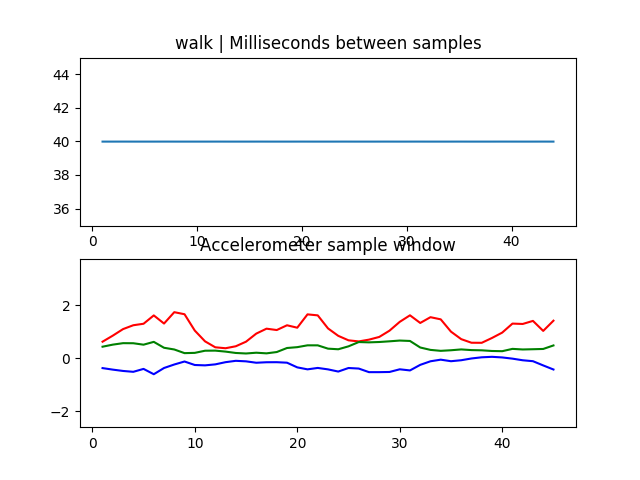 walk | Milliseconds between samples
44
42
40
38
36
0 10 20 30 40
Accelerometer sample window
2
0
−2
0 10 20 30 40